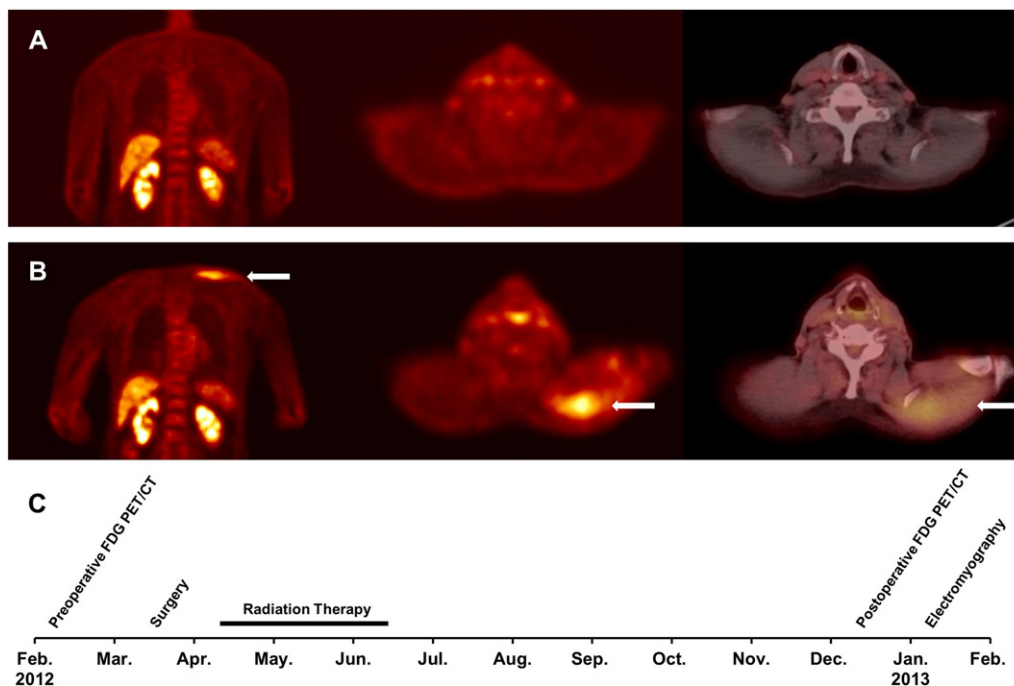 A
B
C
Preoperative FDG PET/CT
Surgery
Radiation Therapy
Postoperative FDG PET/CT
Electromyography
Feb. Mar. Apr. May. Jun. Jul. Aug. Sep. Oct. Nov. Dec. Jan. Feb.
2012 2013